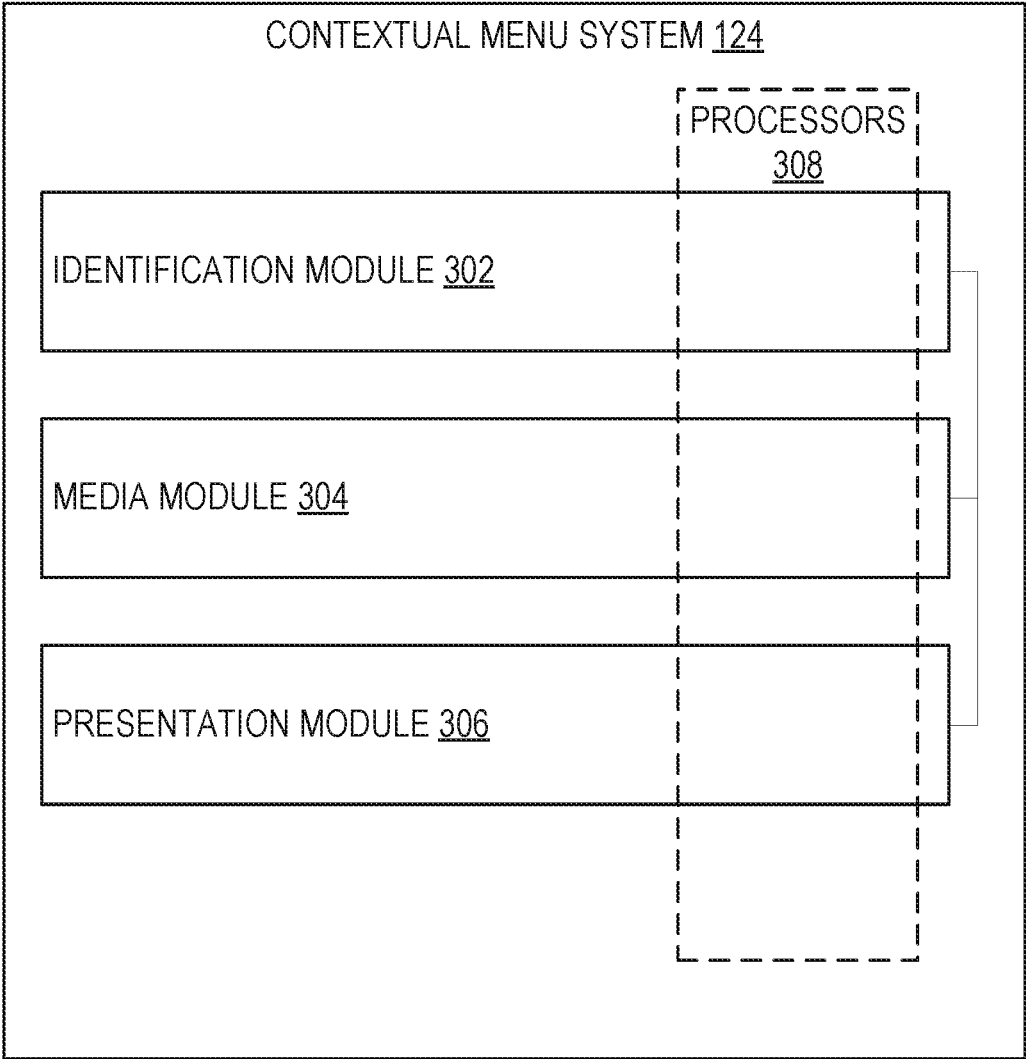 CONTEXTUAL MENU SYSTEM 124
PROCESSORS
308
IDENTIFICATION MODULE 302
MEDIA MODULE 304
PRESENTATION MODULE 306